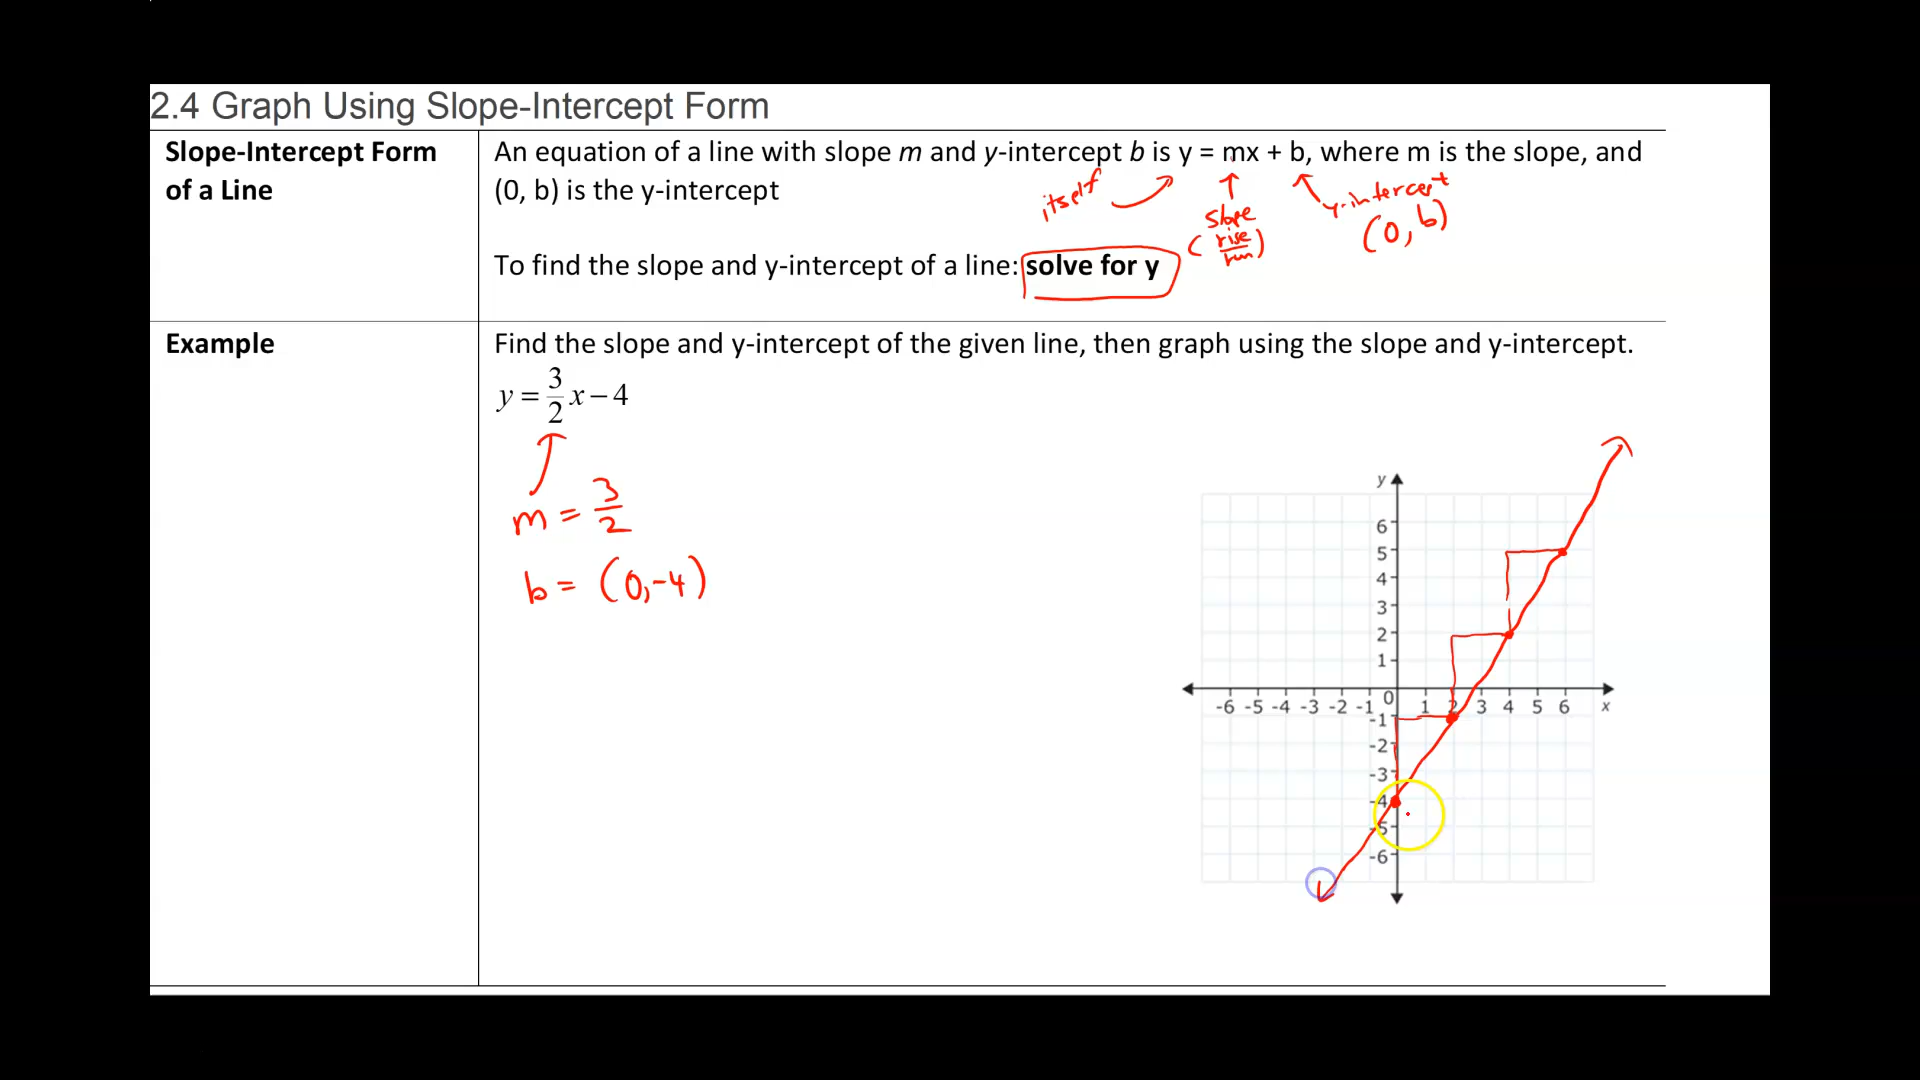 2.4 Graph Using Slope-Intercept Form
Slope-Intercept Form
of a Line
An equation of a line with slope m and y-intercept b is y = mx + b, where m is the slope, and
(0, b) is the y-intercept
itself
slope
(rise/run)
y-intercept
(0, b)
To find the slope and y-intercept of a line: solve for y
Example
Find the slope and y-intercept of the given line, then graph using the slope and y-intercept.
y = 3/2 x − 4
m = 3/2
b = (0,-4)
y
6
5
4
3
2
1
0
-6 -5 -4 -3 -2 -1 1 2 3 4 5 6 x
-1
-2
-3
-4
-5
-6